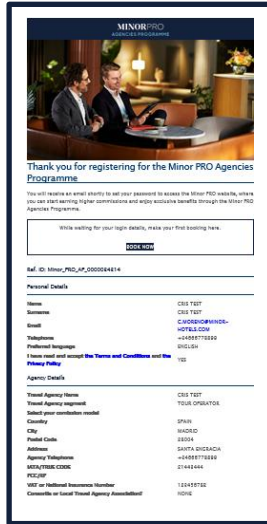 MINOR PRO
AGENCIES PROGRAMME
Thank you for registering for the Minor PRO Agencies
Programme
You will receive an email shortly to set your password to access the Minor PRO website, where
you can start earning higher commissions and enjoy exclusive benefits through the Minor PRO
Agencies Programme.
While waiting for your login details, make your first booking here.
BOOK NOW
Ref. ID: Minor_PRO_AP_0000084814
Personal Details
Name CRIS TEST
Surname CRIS TEST
Email C.MORENO@MINOR-
HOTELS.COM
Telephone
Preferred language ENGLISH
I have read and accept the Terms and Conditions and the
Privacy Policy YES
Agency Details
Travel Agency Name CRIS TEST
Travel Agency segment TOUR OPERATOR
Select your comission model
Country SPAIN
City MADRID
Postal Code 28004
Address SANTA ENGRACIA
Agency Telephone
IATA/TRUE CODE
PCC/ID
VAT or National Insurance Number
Consortia or Local Travel Agency Association? NONE